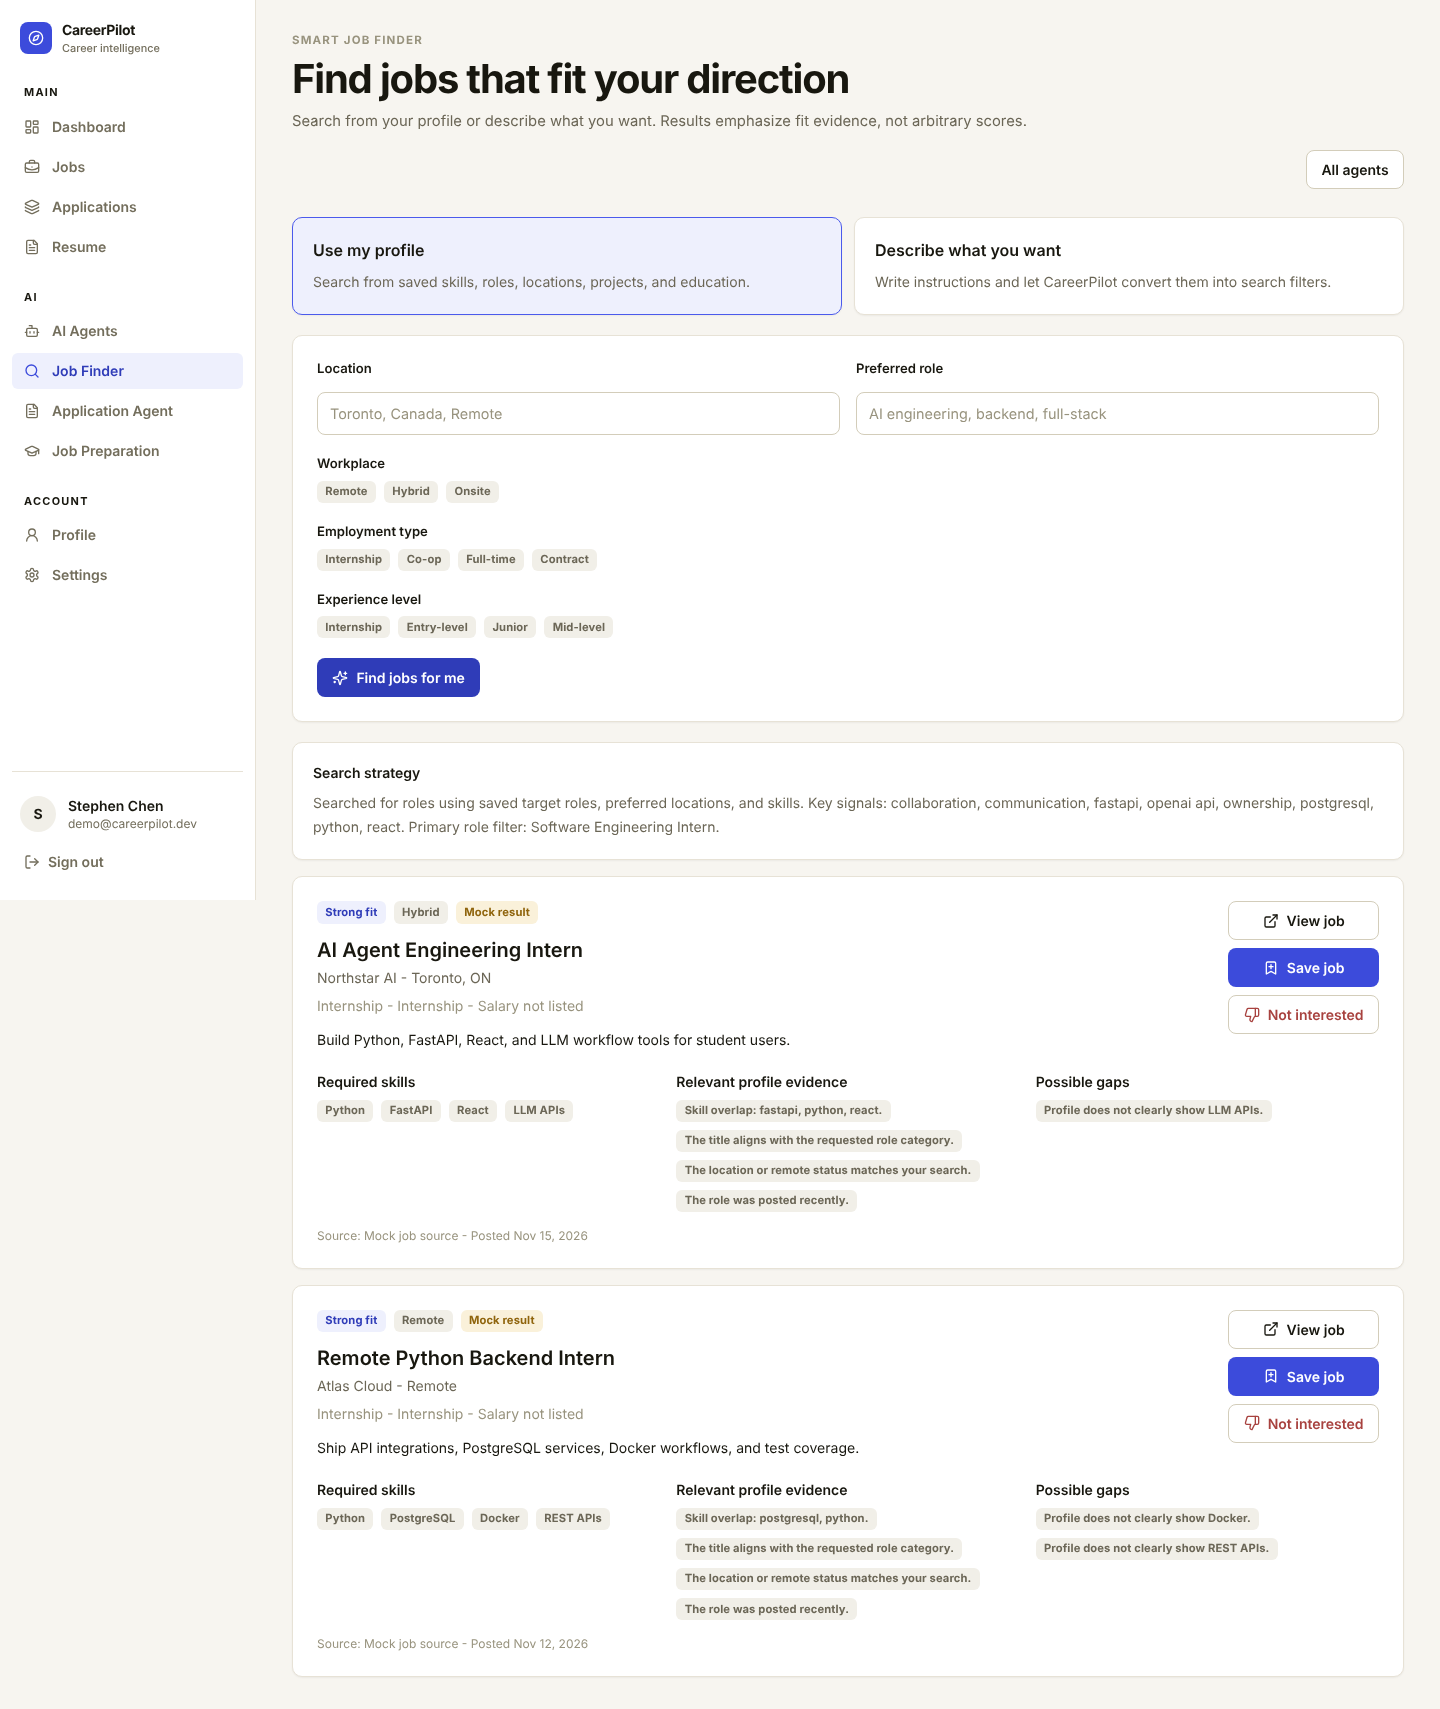 CareerPilot
Career intelligence
MAIN
Dashboard
Jobs
Applications
Resume
AI
AI Agents
Job Finder
Application Agent
Job Preparation
ACCOUNT
Profile
Settings
S
Stephen Chen
demo@careerpilot.dev
Sign out
SMART JOB FINDER
Find jobs that fit your direction
Search from your profile or describe what you want. Results emphasize fit evidence, not arbitrary scores.
All agents
Use my profile
Search from saved skills, roles, locations, projects, and education.
Describe what you want
Write instructions and let CareerPilot convert them into search filters.
Location
Toronto, Canada, Remote
Preferred role
AI engineering, backend, full-stack
Workplace
Remote Hybrid Onsite
Employment type
Internship Co-op Full-time Contract
Experience level
Internship Entry-level Junior Mid-level
Find jobs for me
Search strategy
Searched for roles using saved target roles, preferred locations, and skills. Key signals: collaboration, communication, fastapi, openai api, ownership, postgresql,
python, react. Primary role filter: Software Engineering Intern.
Strong fit Hybrid Mock result
AI Agent Engineering Intern
Northstar AI - Toronto, ON
Internship - Internship - Salary not listed
Build Python, FastAPI, React, and LLM workflow tools for student users.
View job
Save job
Not interested
Required skills
Python FastAPI React LLM APIs
Relevant profile evidence
Skill overlap: fastapi, python, react.
The title aligns with the requested role category.
The location or remote status matches your search.
The role was posted recently.
Possible gaps
Profile does not clearly show LLM APIs.
Source: Mock job source - Posted Nov 15, 2026
Strong fit Remote Mock result
Remote Python Backend Intern
Atlas Cloud - Remote
Internship - Internship - Salary not listed
Ship API integrations, PostgreSQL services, Docker workflows, and test coverage.
View job
Save job
Not interested
Required skills
Python PostgreSQL Docker REST APIs
Relevant profile evidence
Skill overlap: postgresql, python.
The title aligns with the requested role category.
The location or remote status matches your search.
The role was posted recently.
Possible gaps
Profile does not clearly show Docker.
Profile does not clearly show REST APIs.
Source: Mock job source - Posted Nov 12, 2026